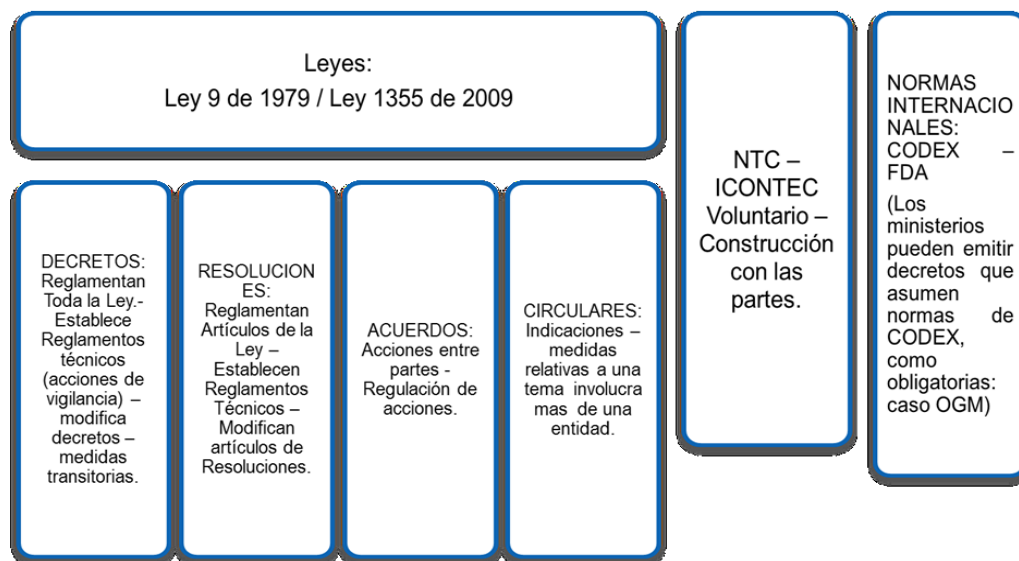 Leyes:
Ley 9 de 1979 / Ley 1355 de 2009
DECRETOS:
Reglamentan
Toda la Ley.-
Establece
Reglamentos
técnicos
(acciones de
vigilancia) –
modifica
decretos –
medidas
transitorias.
RESOLUCION
ES:
Reglamentan
Artículos de la
Ley –
Establecen
Reglamentos
Técnicos –
Modifican
artículos de
Resoluciones.
ACUERDOS:
Acciones entre
partes -
Regulación de
acciones.
CIRCULARES:
Indicaciones –
medidas
relativas a una
tema involucra
mas de una
entidad.
NTC –
ICONTEC
Voluntario –
Construcción
con las
partes.
NORMAS
INTERNACIO
NALES:
CODEX –
FDA
(Los
ministerios
pueden emitir
decretos que
asumen
normas de
CODEX,
como
obligatorias:
caso OGM)